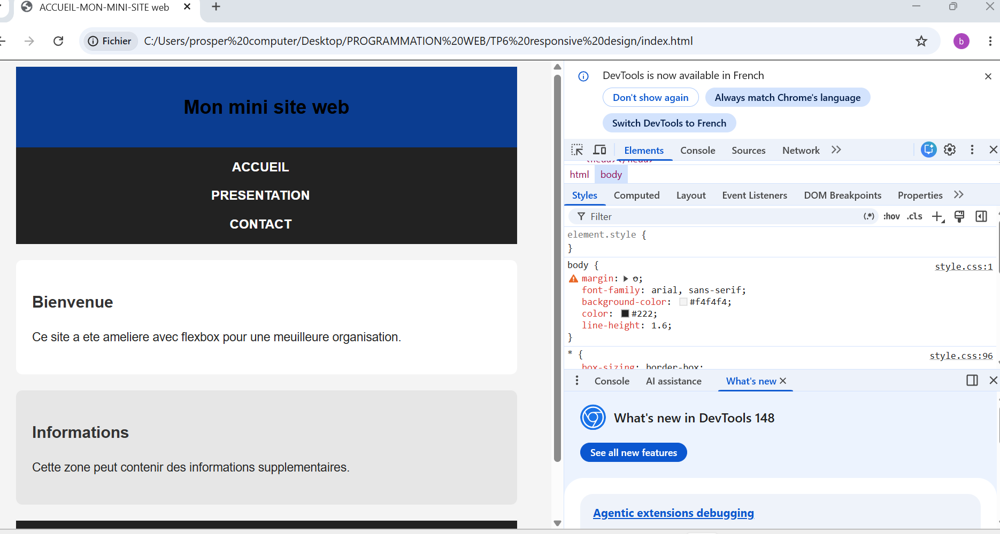 ACCUEIL-MON-MINI-SITE web
Fichier C:/Users/prosper%20computer/Desktop/PROGRAMMATION%20WEB/TP6%20responsive%20design/index.html
b
Mon mini site web
ACCUEIL
PRESENTATION
CONTACT
Bienvenue
Ce site a ete ameliere avec flexbox pour une meuilleure organisation.
Informations
Cette zone peut contenir des informations supplementaires.
DevTools is now available in French
Don't show again Always match Chrome's language
Switch DevTools to French
Elements Console Sources Network
<head></head>
html body
Styles Computed Layout Event Listeners DOM Breakpoints Properties
Filter (.*) :hov .cls
element.style {
}
body { style.css:1
margin: o;
font-family: arial, sans-serif;
background-color: #f4f4f4;
color: #222;
line-height: 1.6;
}
* { style.css:96
box-sizing: border-box;
Console AI assistance What's new
What's new in DevTools 148
See all new features
Agentic extensions debugging